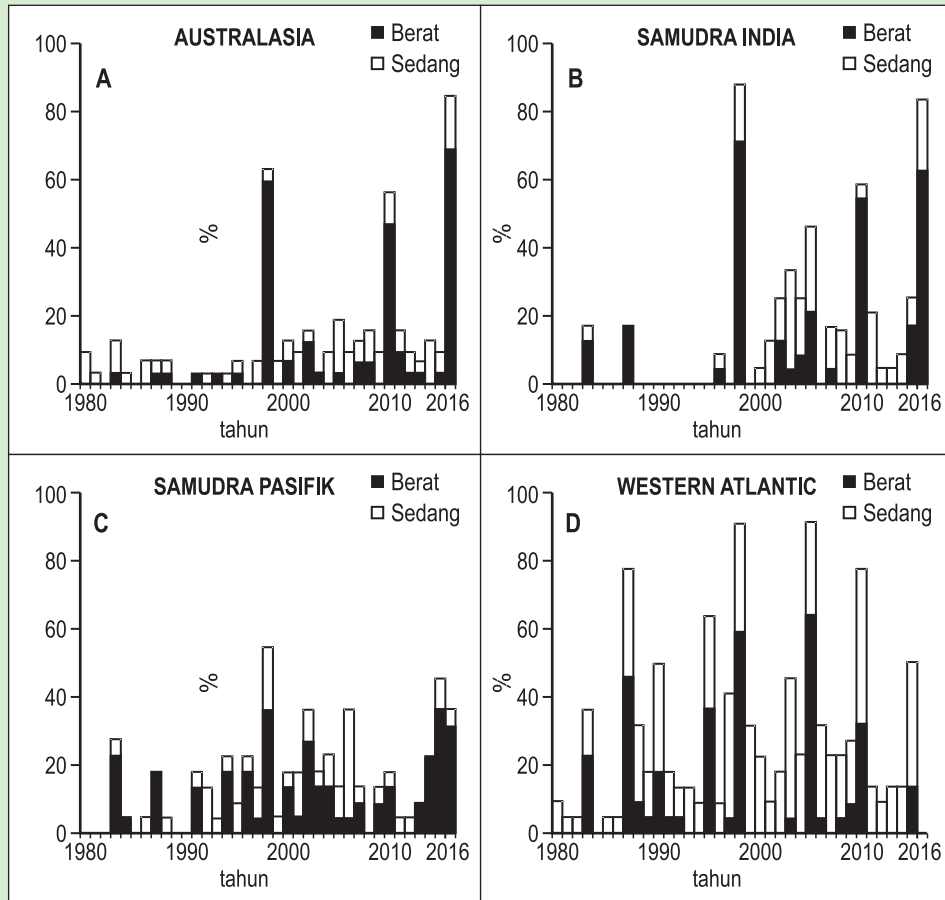 AUSTRALASIA
Berat
Sedang
A
100
80
60
40
20
0
%
1980
1990
2000
2010
2016
tahun
SAMUDRA INDIA
Berat
Sedang
B
100
80
60
40
20
0
%
1980
1990
2000
2010
2016
tahun
SAMUDRA PASIFIK
Berat
Sedang
C
100
80
60
40
20
0
%
1980
1990
2000
2010
2016
tahun
WESTERN ATLANTIC
Berat
Sedang
D
100
80
60
40
20
0
%
1980
1990
2000
2010
2016
tahun